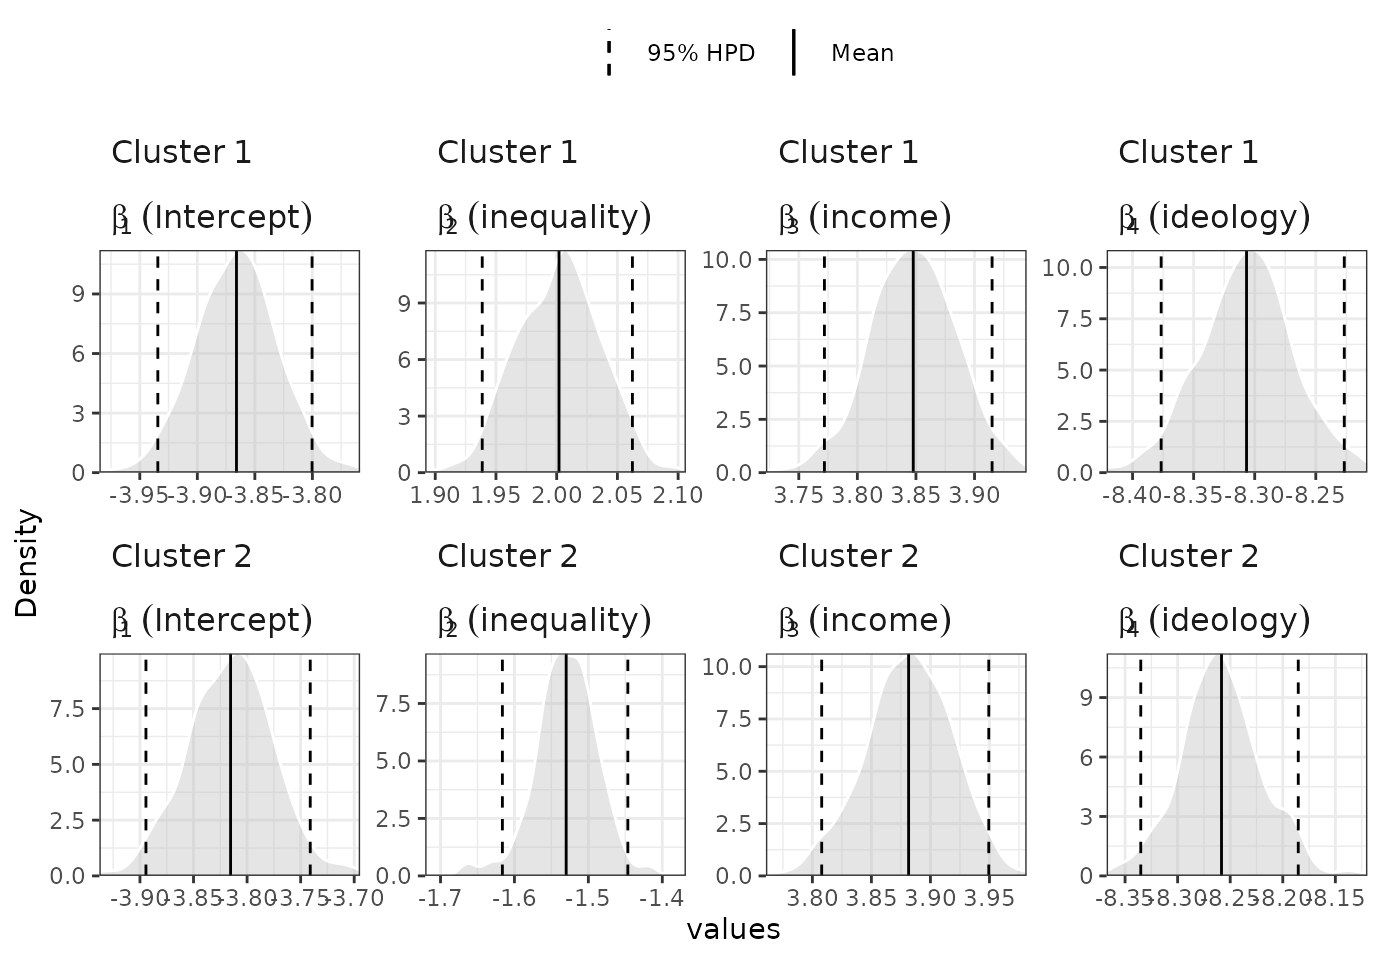 95% HPD Mean
Cluster 1 Cluster 1 Cluster 1 Cluster 1
β1 (Intercept) β2 (inequality) β3 (income) β4 (ideology)
9 9 10.0 10.0
6 6 7.5 7.5
3 3 5.0 5.0
0 0 2.5 2.5
0.0 0.0
-3.95 -3.90 -3.85 -3.80 1.90 1.95 2.00 2.05 2.10 3.75 3.80 3.85 3.90 -8.40 -8.35 -8.30 -8.25
Density
Cluster 2 Cluster 2 Cluster 2 Cluster 2
β1 (Intercept) β2 (inequality) β3 (income) β4 (ideology)
7.5 7.5 10.0 9
5.0 5.0 7.5 6
2.5 2.5 5.0 3
0.0 0.0 2.5 0
0.0
-3.90 -3.85 -3.80 -3.75 -3.70 -1.7 -1.6 -1.5 -1.4 3.80 3.85 3.90 3.95 -8.35 -8.30 -8.25 -8.20 -8.15
values